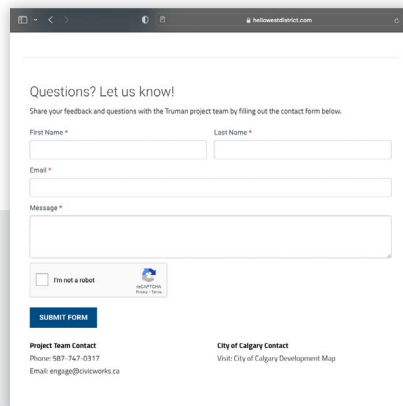 hellowestdistrict.com
Questions? Let us know!
Share your feedback and questions with the Truman project team by filling out the contact form below.
First Name * Last Name *
Email *
Message *
I'm not a robot
reCAPTCHA
Privacy - Terms
SUBMIT FORM
Project Team Contact City of Calgary Contact
Phone: 587-747-0317 Visit: City of Calgary Development Map
Email: engage@civicworks.ca